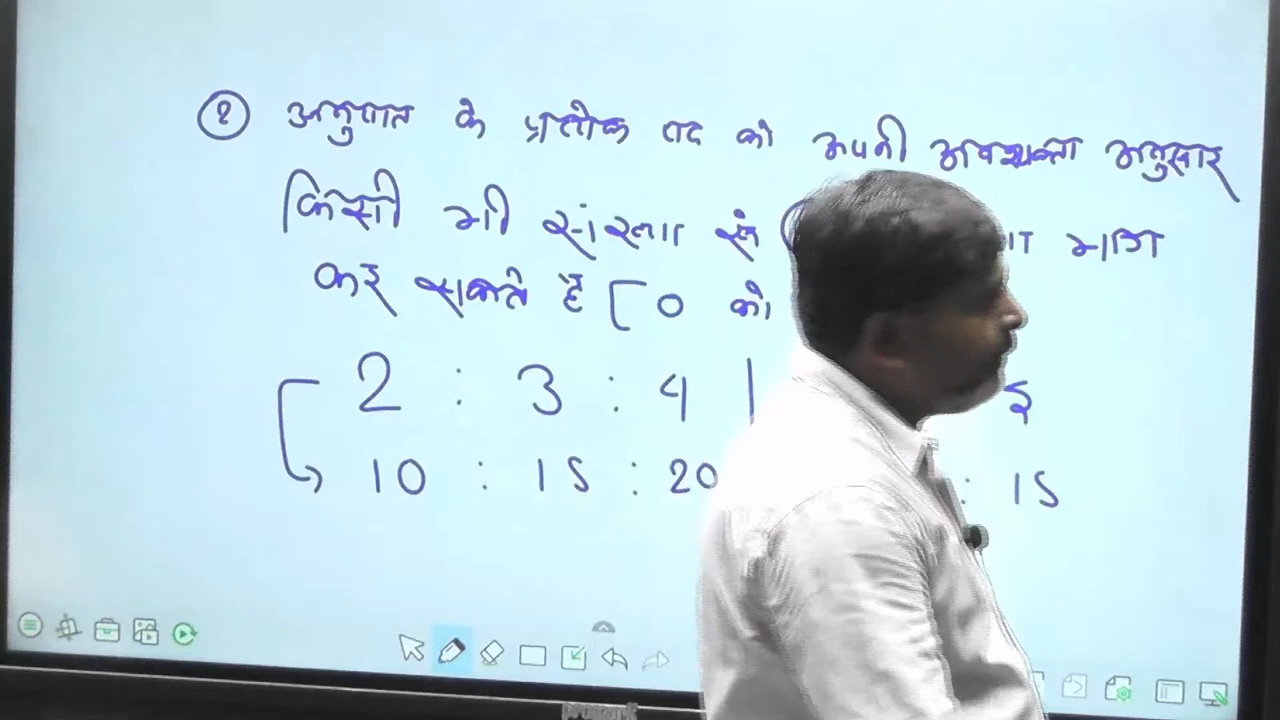 ② अनुपात के प्रत्येक पद को अपनी आवश्यकता अनुसार
किसी भी संख्या से भाग
कर सकते हैं [ 0 को
2 : 3 : 4 |
10 : 15 : 20 : 15